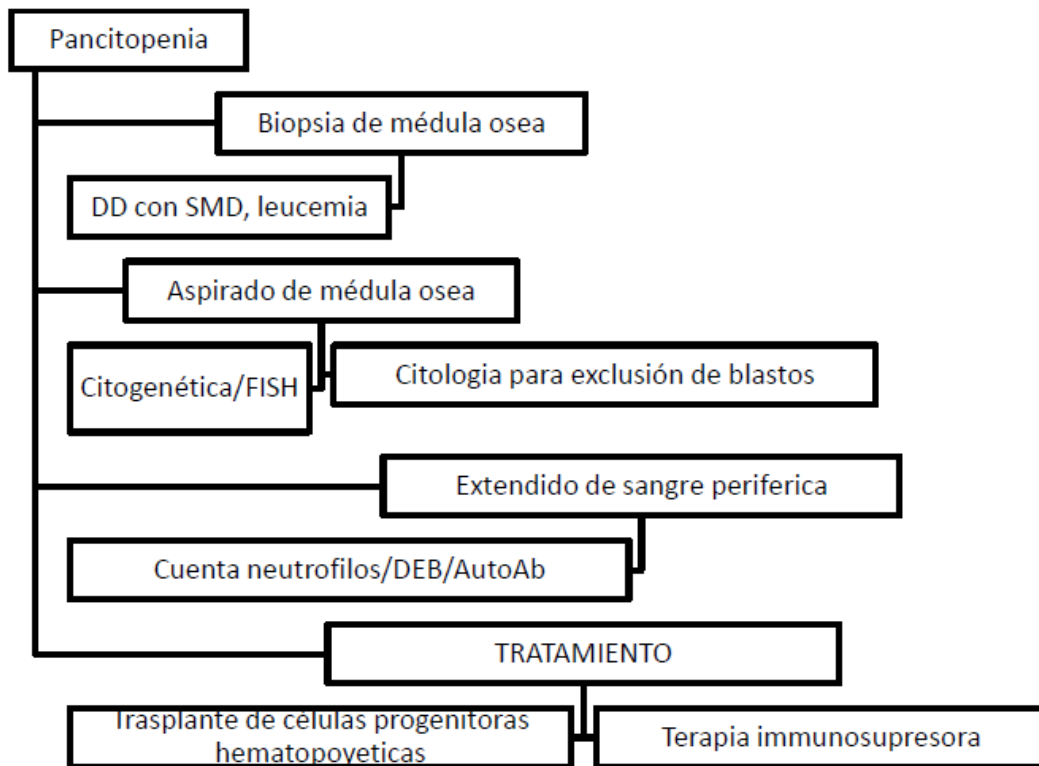 Pancitopenia
Biopsia de médula osea
DD con SMD, leucemia
Aspirado de médula osea
Citogenética/FISH
Citologia para exclusión de blastos
Extendido de sangre periferica
Cuenta neutrofilos/DEB/AutoAb
TRATAMIENTO
Trasplante de células progenitoras
hematopoyeticas
Terapia immunosupresora